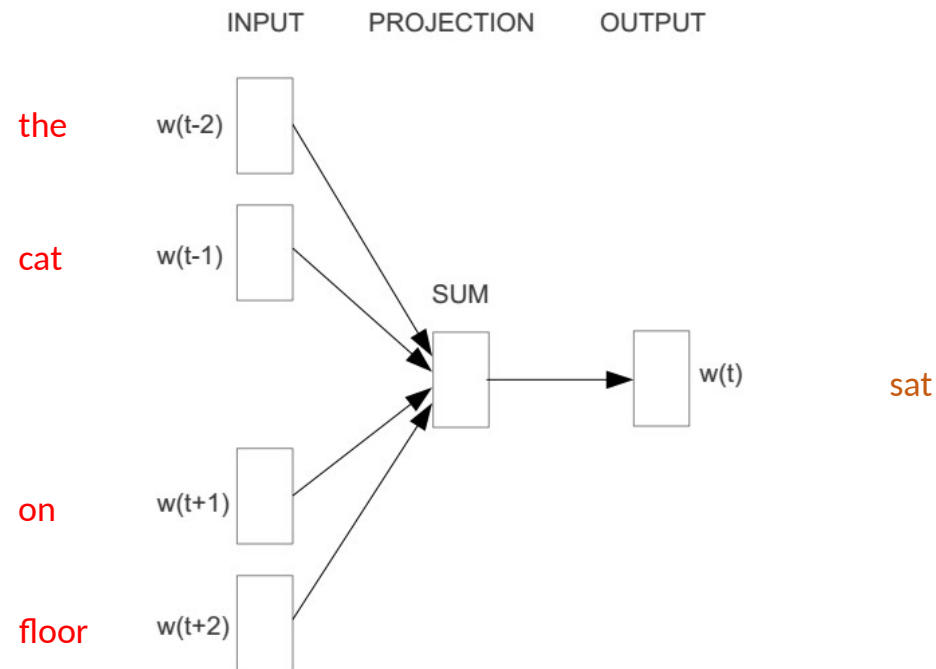 INPUT PROJECTION OUTPUT
the w(t-2)
cat w(t-1)
SUM
w(t) sat
on w(t+1)
floor w(t+2)